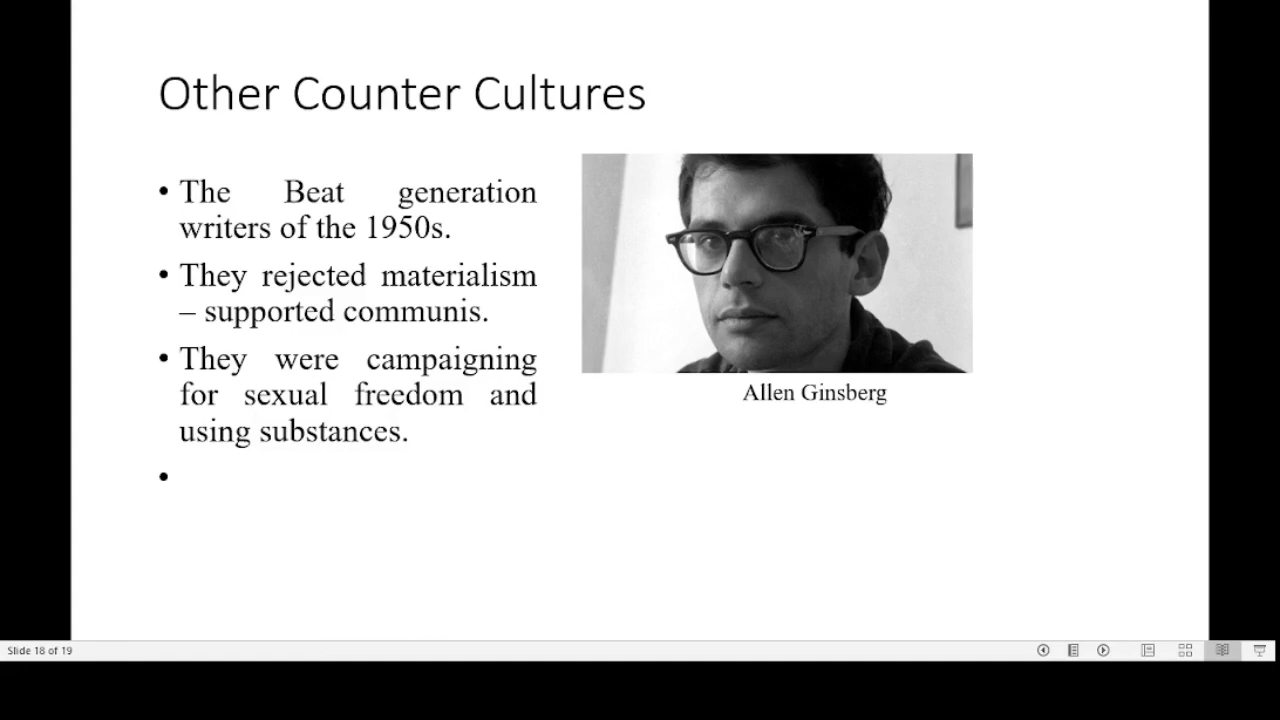 Other Counter Cultures
• The Beat generation
writers of the 1950s.
• They rejected materialism
– supported communis.
• They were campaigning
for sexual freedom and
using substances.
•
Allen Ginsberg
Slide 18 of 19